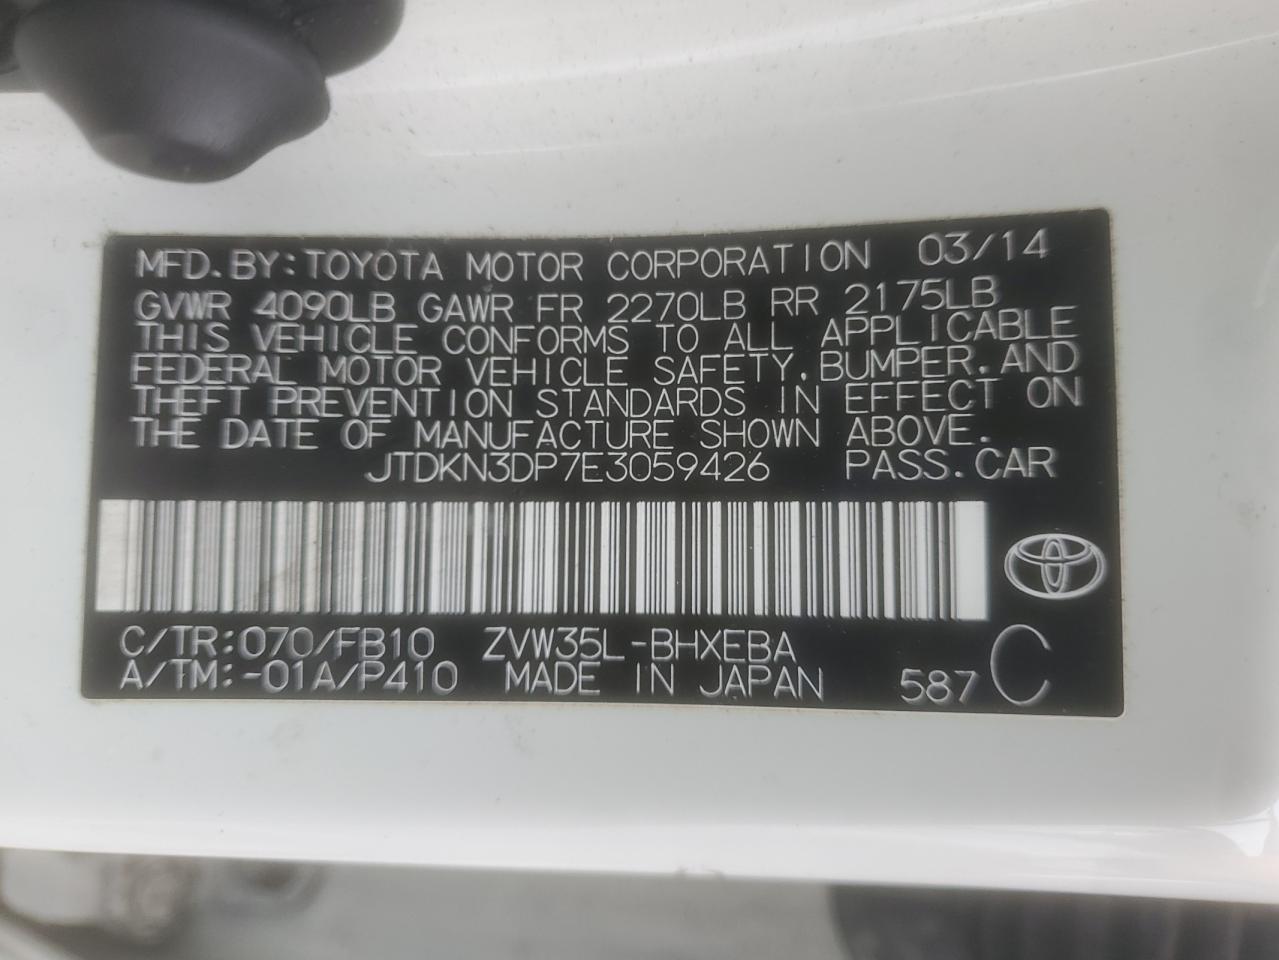 MFD.BY:TOYOTA MOTOR CORPORATION 03/14
GVWR 4090LB GAWR FR 2270LB RR 2175LB
THIS VEHICLE CONFORMS TO ALL APPLICABLE
FEDERAL MOTOR VEHICLE SAFETY,BUMPER,AND
THEFT PREVENTION STANDARDS IN EFFECT ON
THE DATE OF MANUFACTURE SHOWN ABOVE.
JTDKN3DP7E3059426 PASS.CAR
C/TR:070/FB10 ZVW35L-BHXEBA
A/TM:-01A/P410 MADE IN JAPAN 587 C